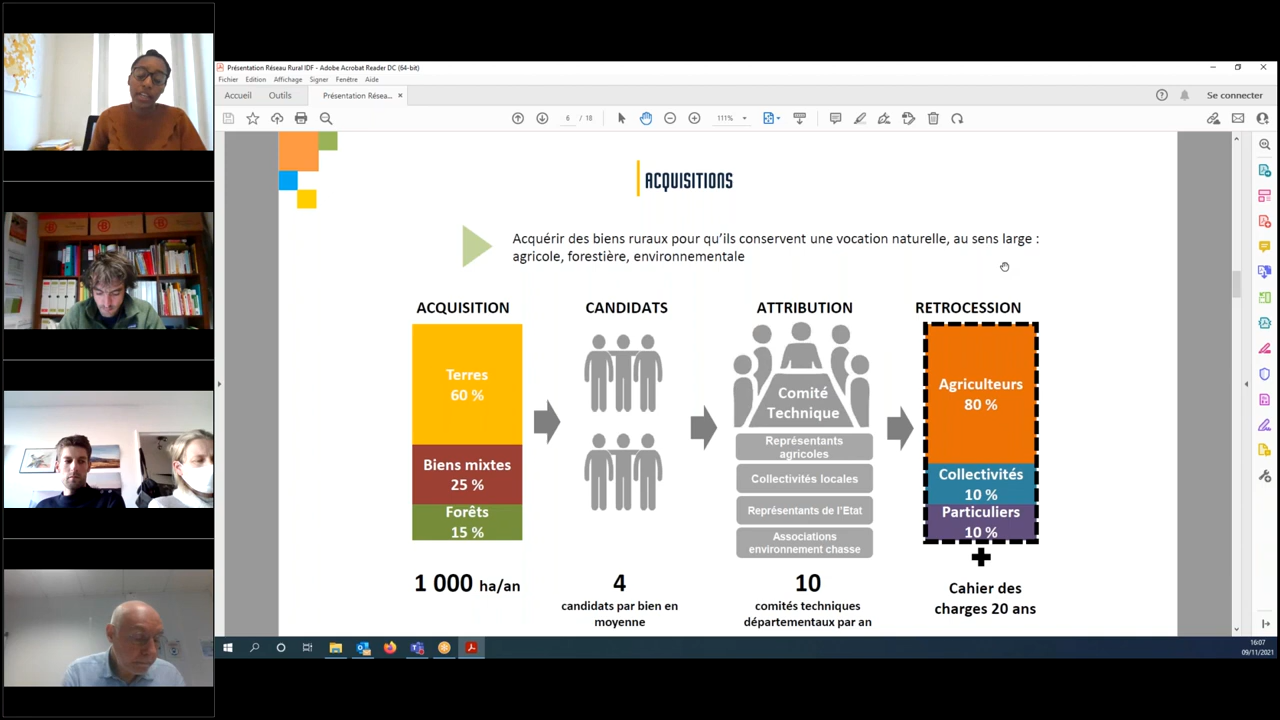 Présentation Réseau Rural IDF - Adobe Acrobat Reader DC (64-bit)
Fichier Edition Affichage Signer Fenêtre Aide
Accueil Outils Présentation Résea... × Se connecter
6 / 18 111%
ACQUISITIONS
Acquérir des biens ruraux pour qu'ils conservent une vocation naturelle, au sens large :
agricole, forestière, environnementale
ACQUISITION
Terres
60 %
Biens mixtes
25 %
Forêts
15 %
1 000 ha/an
CANDIDATS
4
candidats par bien en
moyenne
ATTRIBUTION
Comité
Technique
Représentants
agricoles
Collectivités locales
Représentants de l'Etat
Associations
environnement chasse
10
comités techniques
départementaux par an
RETROCESSION
Agriculteurs
80 %
Collectivités
10 %
Particuliers
10 %
+
Cahier des
charges 20 ans
16:07
09/11/2021